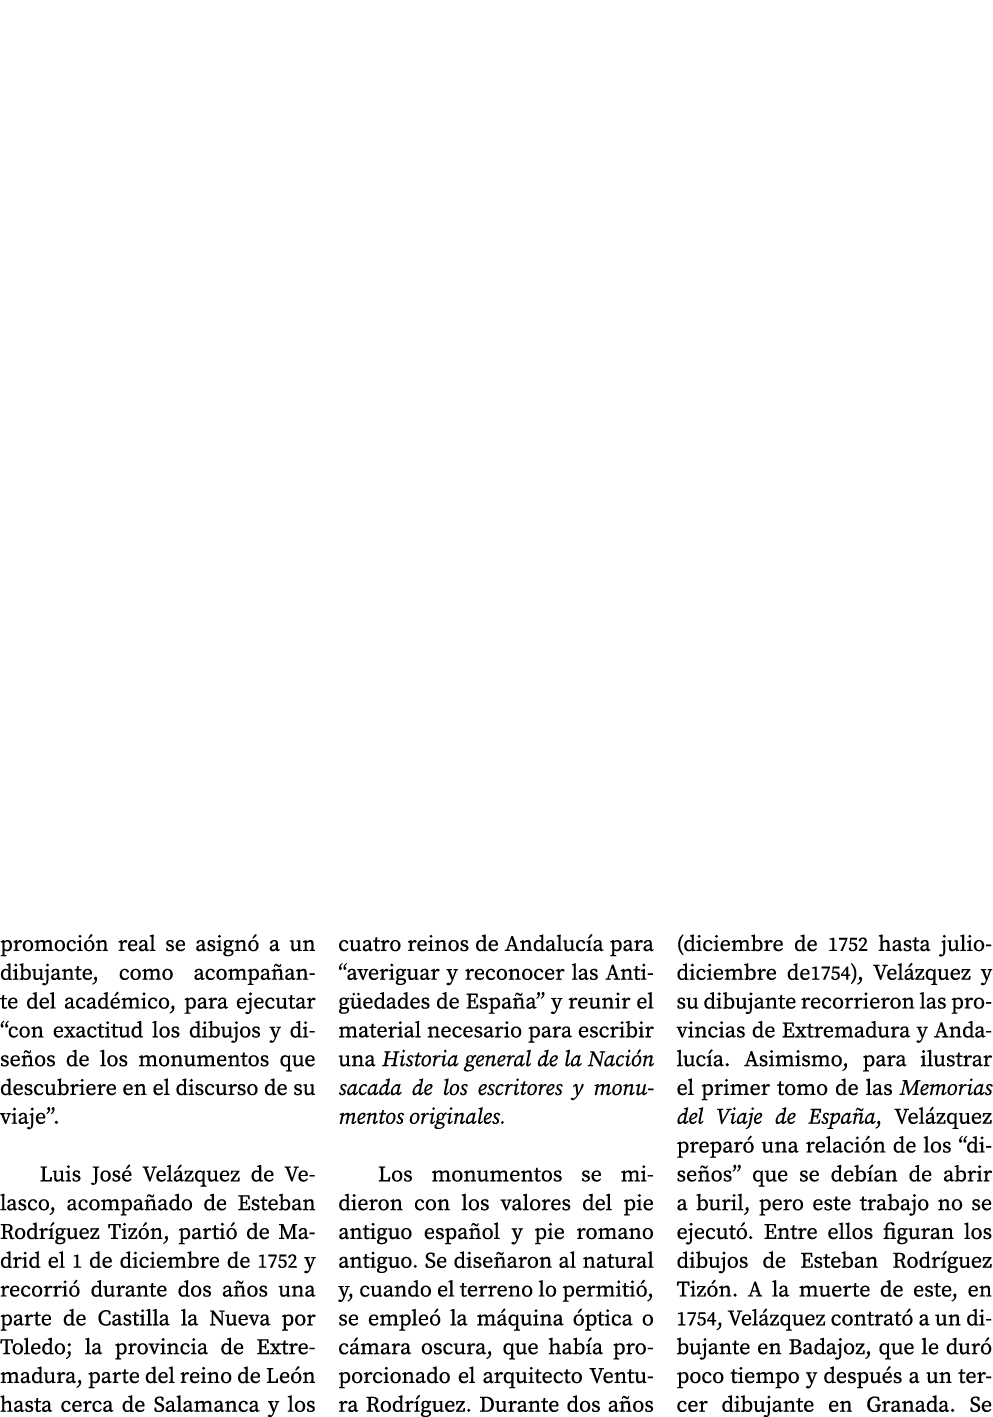 promoción real se asignó a un
dibujante, como acompañan-
te del académico, para ejecutar
“con exactitud los dibujos y di-
seños de los monumentos que
descubriere en el discurso de su
viaje”.
Luis José Velázquez de Ve-
lasco, acompañado de Esteban
Rodríguez Tizón, partió de Ma-
drid el 1 de diciembre de 1752 y
recorrió durante dos años una
parte de Castilla la Nueva por
Toledo; la provincia de Extre-
madura, parte del reino de León
hasta cerca de Salamanca y los
cuatro reinos de Andalucía para
“averiguar y reconocer las Anti-
güedades de España” y reunir el
material necesario para escribir
una Historia general de la Nación
sacada de los escritores y monu-
mentos originales.
Los monumentos se mi-
dieron con los valores del pie
antiguo español y pie romano
antiguo. Se diseñaron al natural
y, cuando el terreno lo permitió,
se empleó la máquina óptica o
cámara oscura, que había pro-
porcionado el arquitecto Ventu-
ra Rodríguez. Durante dos años
(diciembre de 1752 hasta julio-
diciembre de1754), Velázquez y
su dibujante recorrieron las pro-
vincias de Extremadura y Anda-
lucía. Asimismo, para ilustrar
el primer tomo de las Memorias
del Viaje de España, Velázquez
preparó una relación de los “di-
seños” que se debían de abrir
a buril, pero este trabajo no se
ejecutó. Entre ellos figuran los
dibujos de Esteban Rodríguez
Tizón. A la muerte de este, en
1754, Velázquez contrató a un di-
bujante en Badajoz, que le duró
poco tiempo y después a un ter-
cer dibujante en Granada. Se